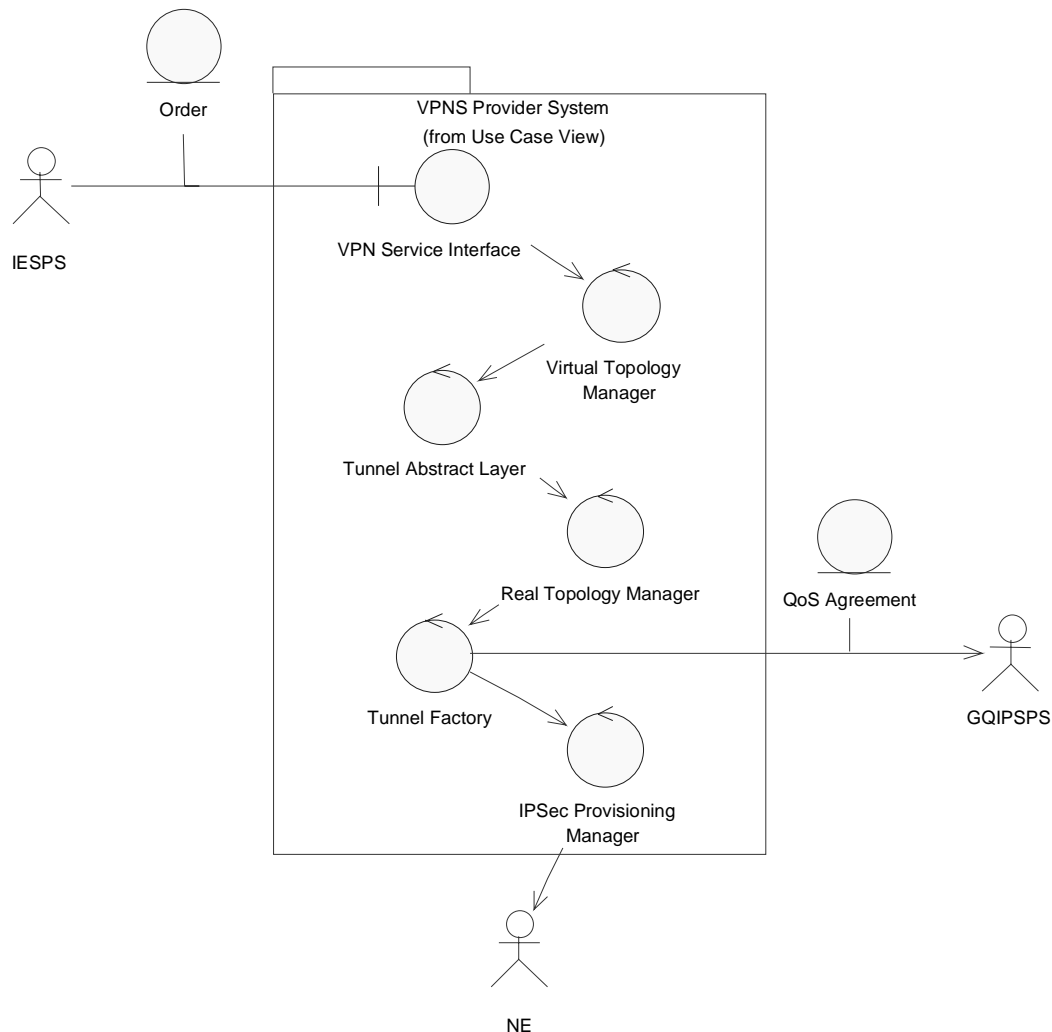 Order
VPNS Provider System
(from Use Case View)
IESPS
VPN Service Interface
Virtual Topology
Manager
Tunnel Abstract Layer
Real Topology Manager
QoS Agreement
Tunnel Factory
GQIPSPS
IPSec Provisioning
Manager
NE